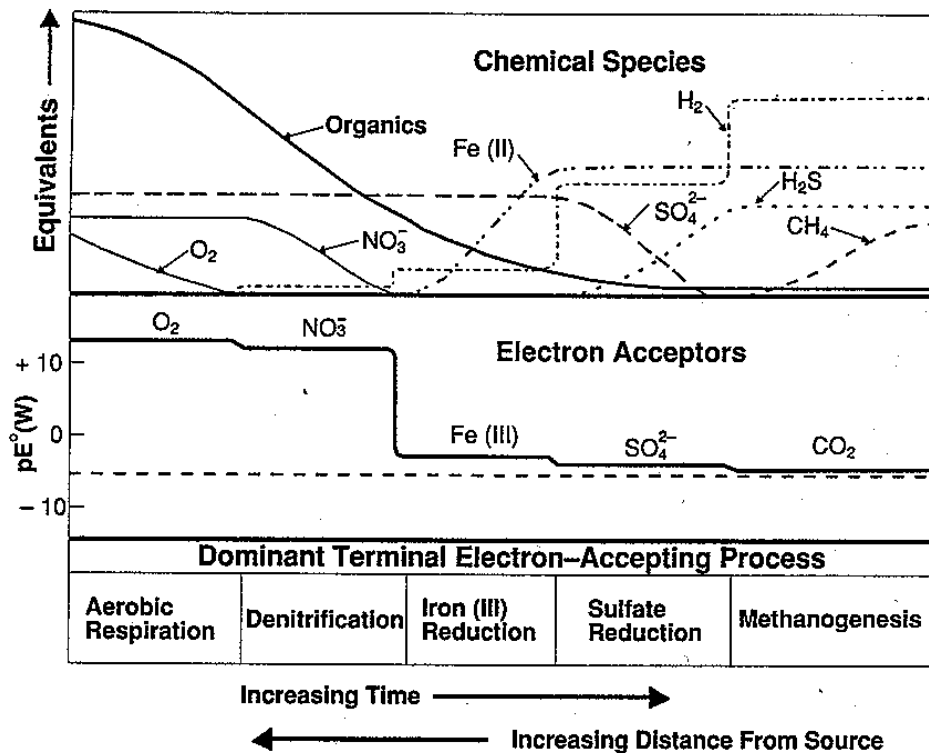 Equivalents
Chemical Species
H₂
Organics
Fe (II)
H₂S
SO₄²⁻
CH₄
NO₃⁻
O₂
O₂
NO₃⁻
Electron Acceptors
+ 10
0
– 10
pE°(W)
Fe (III)
SO₄²⁻
CO₂
Dominant Terminal Electron–Accepting Process
Aerobic
Respiration
Denitrification
Iron (III)
Reduction
Sulfate
Reduction
Methanogenesis
Increasing Time
Increasing Distance From Source